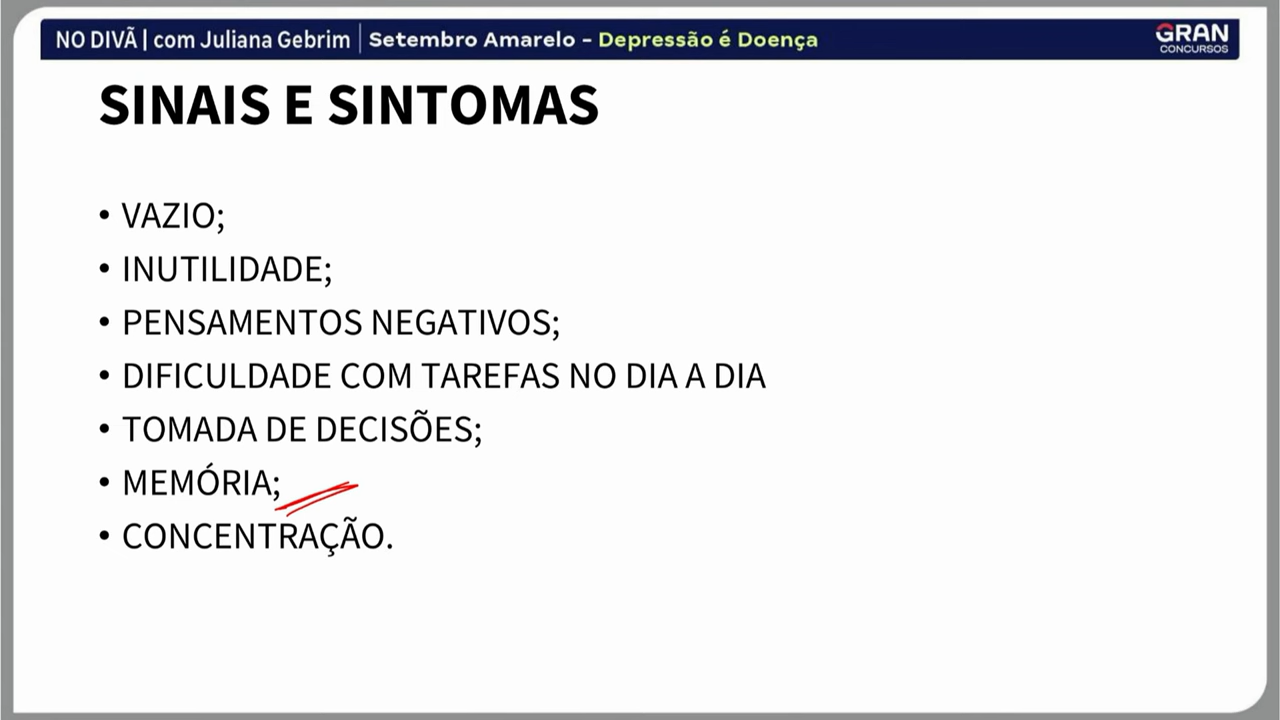 NO DIVÃ | com Juliana Gebrim | Setembro Amarelo – Depressão é Doença
GRAN
CONCURSOS
SINAIS E SINTOMAS
• VAZIO;
• INUTILIDADE;
• PENSAMENTOS NEGATIVOS;
• DIFICULDADE COM TAREFAS NO DIA A DIA
• TOMADA DE DECISÕES;
• MEMÓRIA;
• CONCENTRAÇÃO.